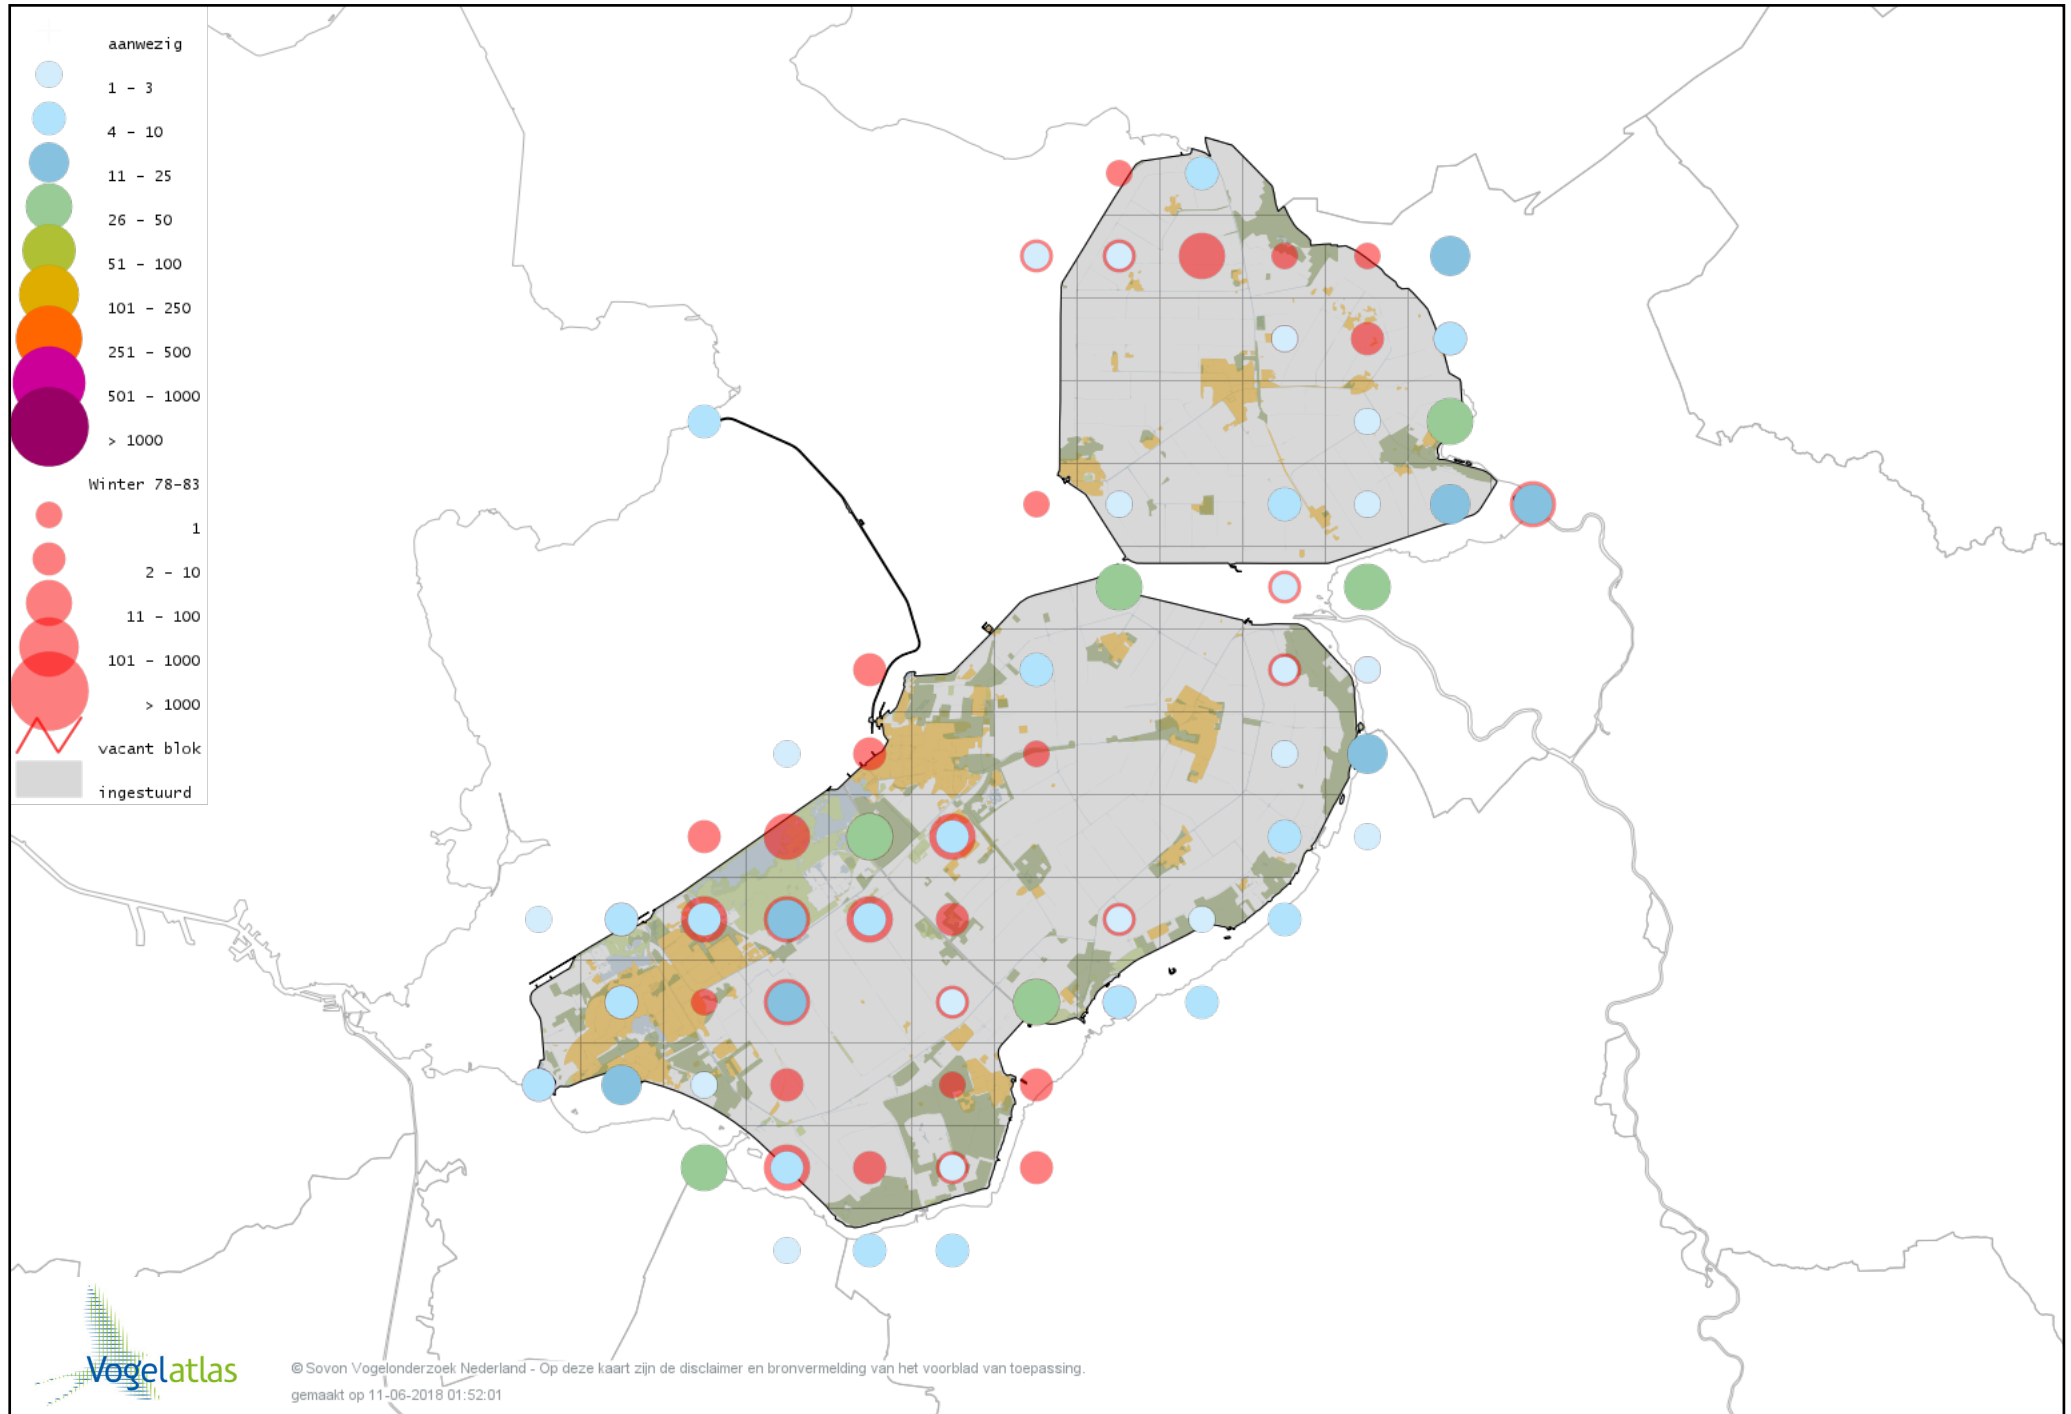 aanwezig
1 - 3
4 - 10
11 - 25
26 - 50
51 - 100
101 - 250
251 - 500
501 - 1000
> 1000
Winter 78-83
1
2 - 10
11 - 100
101 - 1000
> 1000
vacant blok
ingestuurd
Vogelatlas
© Sovon Vogelonderzoek Nederland - Op deze kaart zijn de disclaimer en bronvermelding van het voorblad van toepassing.
gemaakt op 11-06-2018 01:52:01